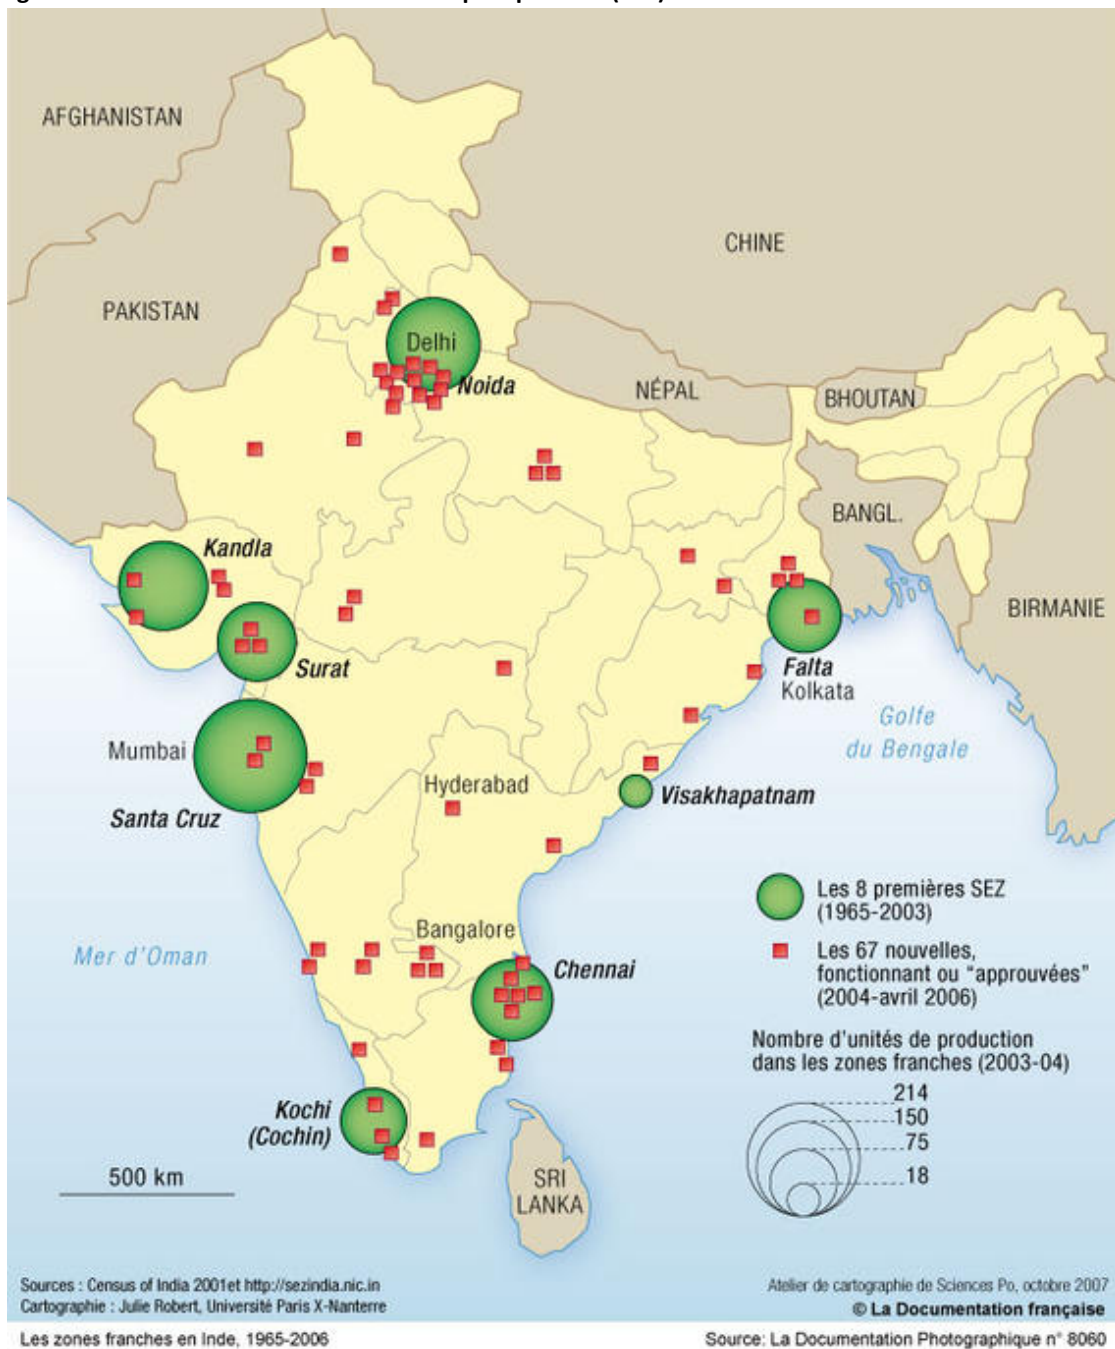 AFGHANISTAN
CHINE
PAKISTAN
Delhi
Noida
NÉPAL
BHOUTAN
BANGL.
Kandla
BIRMANIE
Surat
Falta
Kolkata
Golfe
du Bengale
Mumbai
Hyderabad
Visakhapatnam
Santa Cruz
Les 8 premières SEZ
(1965-2003)
Bangalore
Mer d'Oman
Chennai
Les 67 nouvelles,
fonctionnant ou "approuvées"
(2004-avril 2006)
Nombre d'unités de production
dans les zones franches (2003-04)
214
150
75
18
Kochi
(Cochin)
500 km
SRI
LANKA
Sources : Census of India 2001et http://sezindia.nic.in
Cartographie : Julie Robert, Université Paris X-Nanterre
Atelier de cartographie de Sciences Po, octobre 2007
© La Documentation française
Les zones franches en Inde, 1965-2006
Source: La Documentation Photographique n° 8060